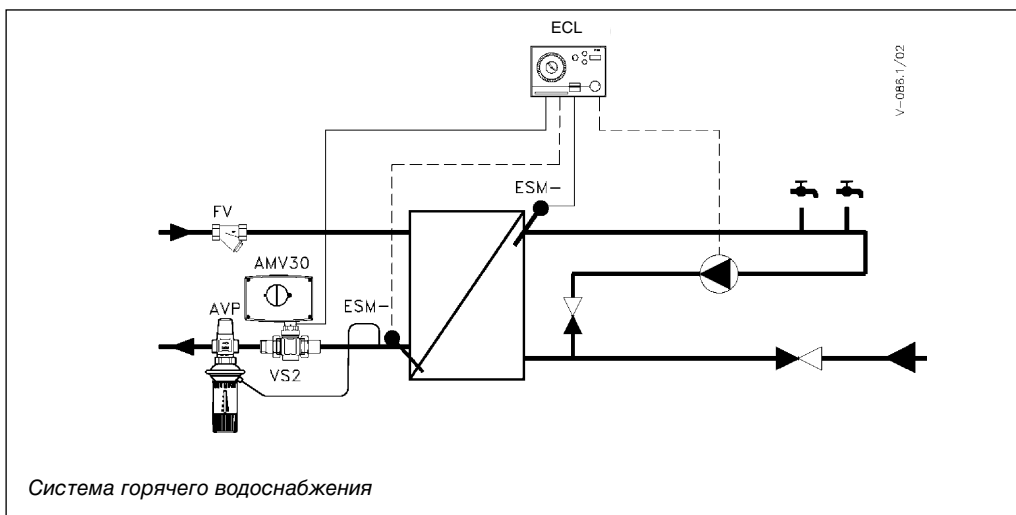 ECL
V-086.1/02
ESM-
FV
AMV30
ESM-
AVP
VS2
Система горячего водоснабжения